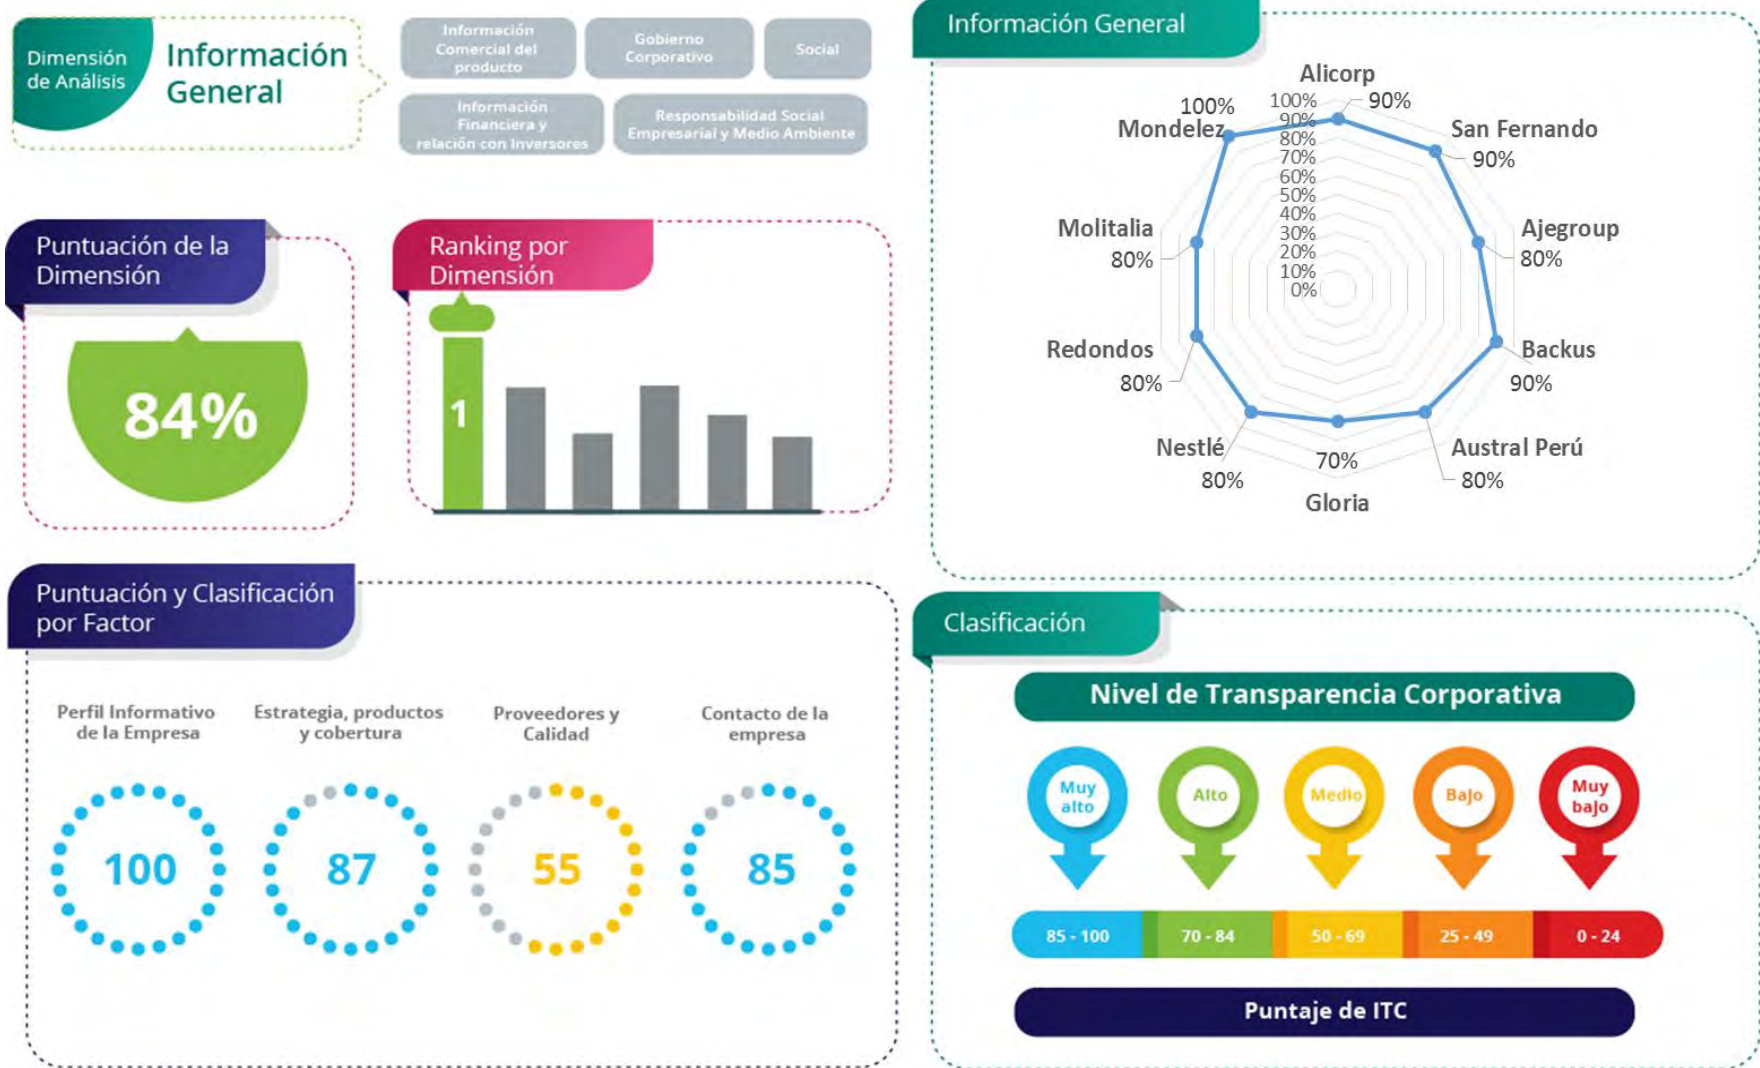 Dimensión
de Análisis
Información
General
Información
Comercial del
producto
Gobierno
Corporativo
Social
Información
Financiera y
relación con Inversores
Responsabilidad Social
Empresarial y Medio Ambiente
Puntuación de la
Dimensión
84%
Ranking por
Dimensión
1
Puntuación y Clasificación
por Factor
Perfil Informativo
de la Empresa
100
Estrategia, productos
y cobertura
87
Proveedores y
Calidad
55
Contacto de la
empresa
85
Información General
Alicorp
90%
San Fernando
90%
Ajegroup
80%
Backus
90%
Austral Perú
80%
70%
Gloria
Nestlé
80%
Redondos
80%
Molitalia
80%
100%
Mondelez
100%
90%
80%
70%
60%
50%
40%
30%
20%
10%
0%
Clasificación
Nivel de Transparencia Corporativa
Muy
alto
Alto
Medio
Bajo
Muy
bajo
85 - 100
70 - 84
50 - 69
25 - 49
0 - 24
Puntaje de ITC